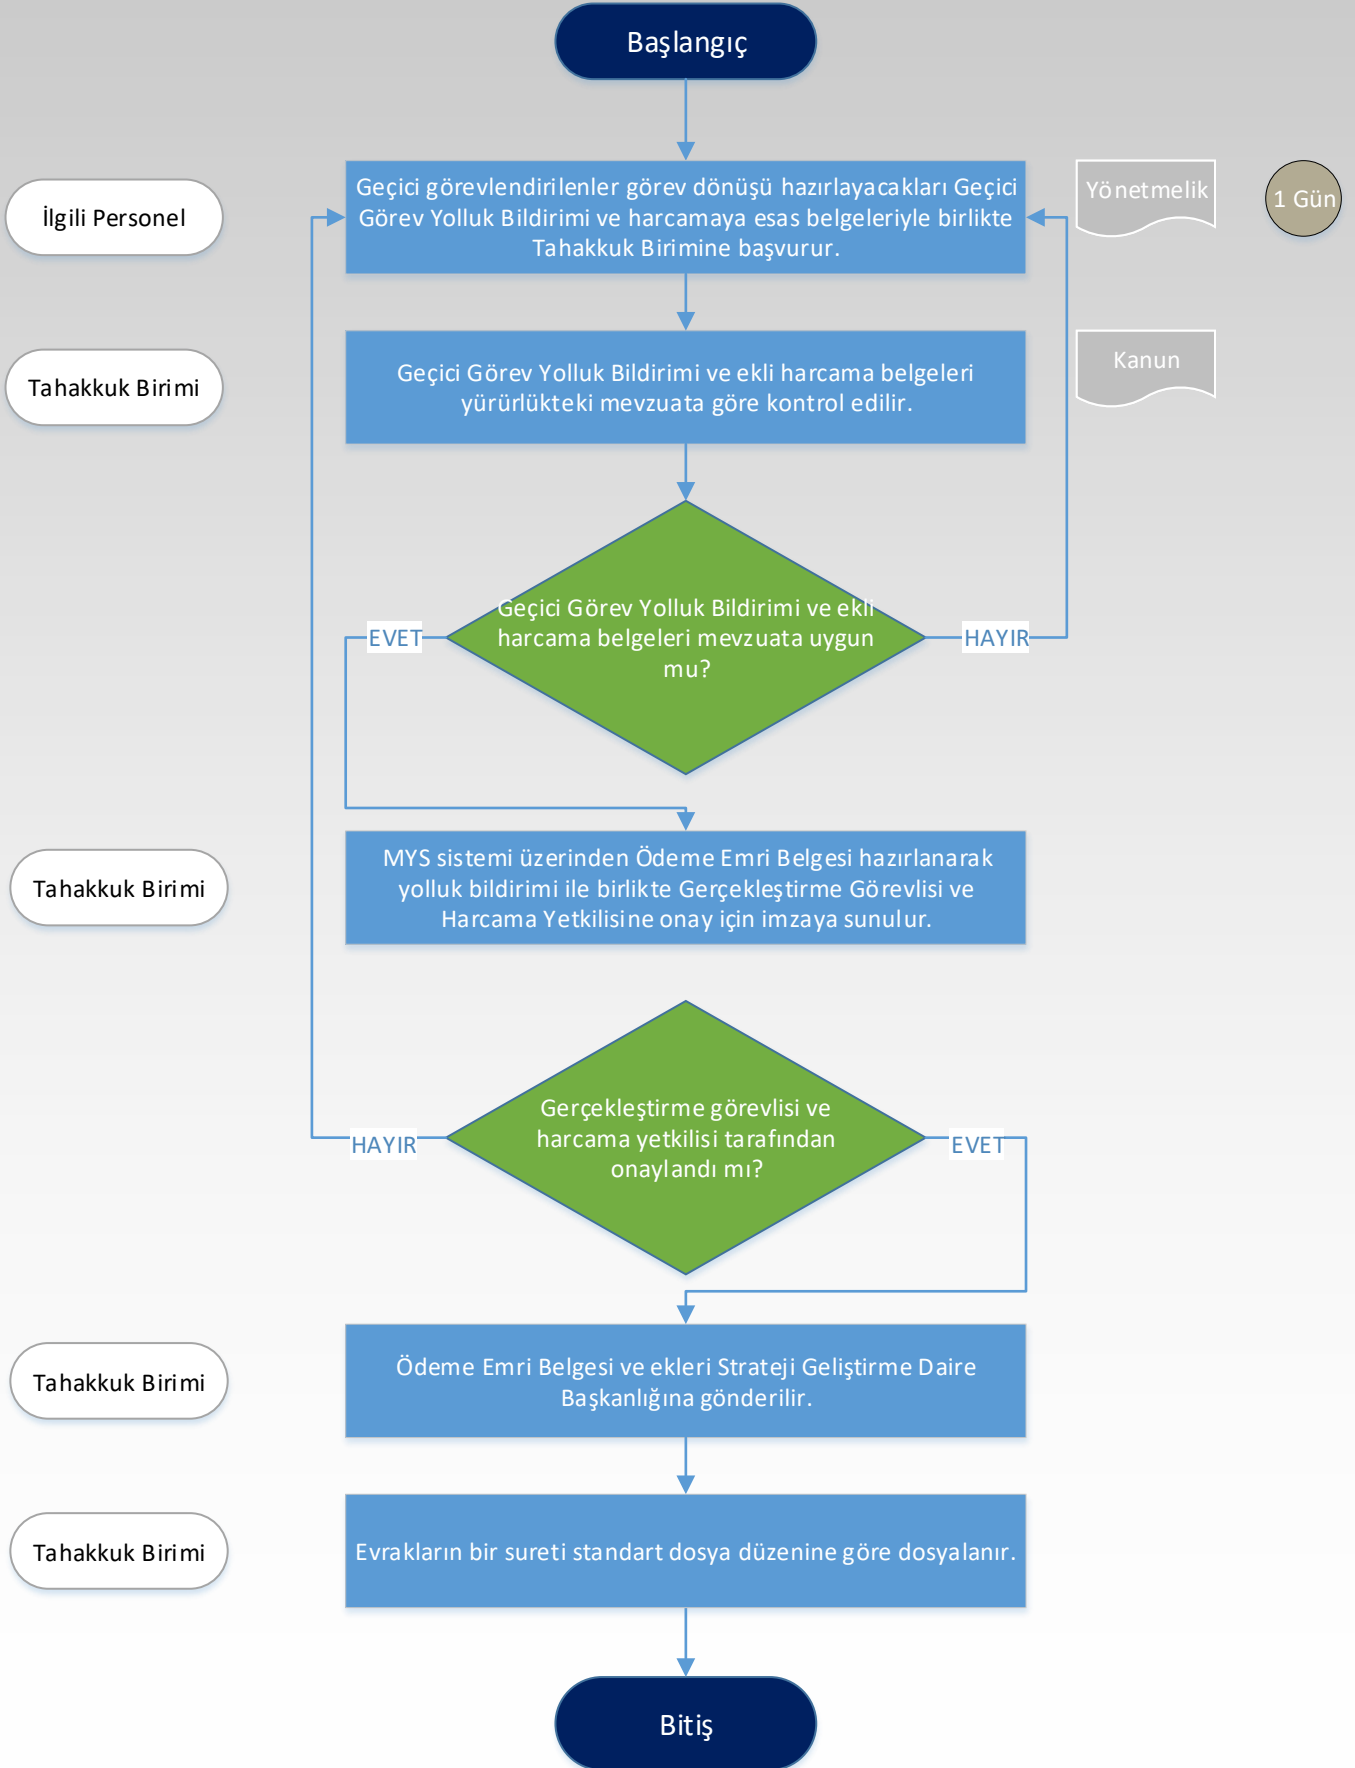 Başlangıç
İlgili Personel
Geçici görevlendirilenler görev dönüşü hazırlayacakları Geçici
Görev Yolluk Bildirimi ve harcamaya esas belgeleriyle birlikte
Tahakkuk Birimine başvurur.
Yönetmelik
1 Gün
Tahakkuk Birimi
Geçici Görev Yolluk Bildirimi ve ekli harcama belgeleri
yürürlükteki mevzuata göre kontrol edilir.
Kanun
Geçici Görev Yolluk Bildirimi ve ekli
harcama belgeleri mevzuata uygun
mu?
EVET
HAYIR
Tahakkuk Birimi
MYS sistemi üzerinden Ödeme Emri Belgesi hazırlanarak
yolluk bildirimi ile birlikte Gerçekleştirme Görevlisi ve
Harcama Yetkilisine onay için imzaya sunulur.
Gerçekleştirme görevlisi ve
harcama yetkilisi tarafından
onaylandı mı?
HAYIR
EVET
Tahakkuk Birimi
Ödeme Emri Belgesi ve ekleri Strateji Geliştirme Daire
Başkanlığına gönderilir.
Tahakkuk Birimi
Evrakların bir sureti standart dosya düzenine göre dosyalanır.
Bitiş